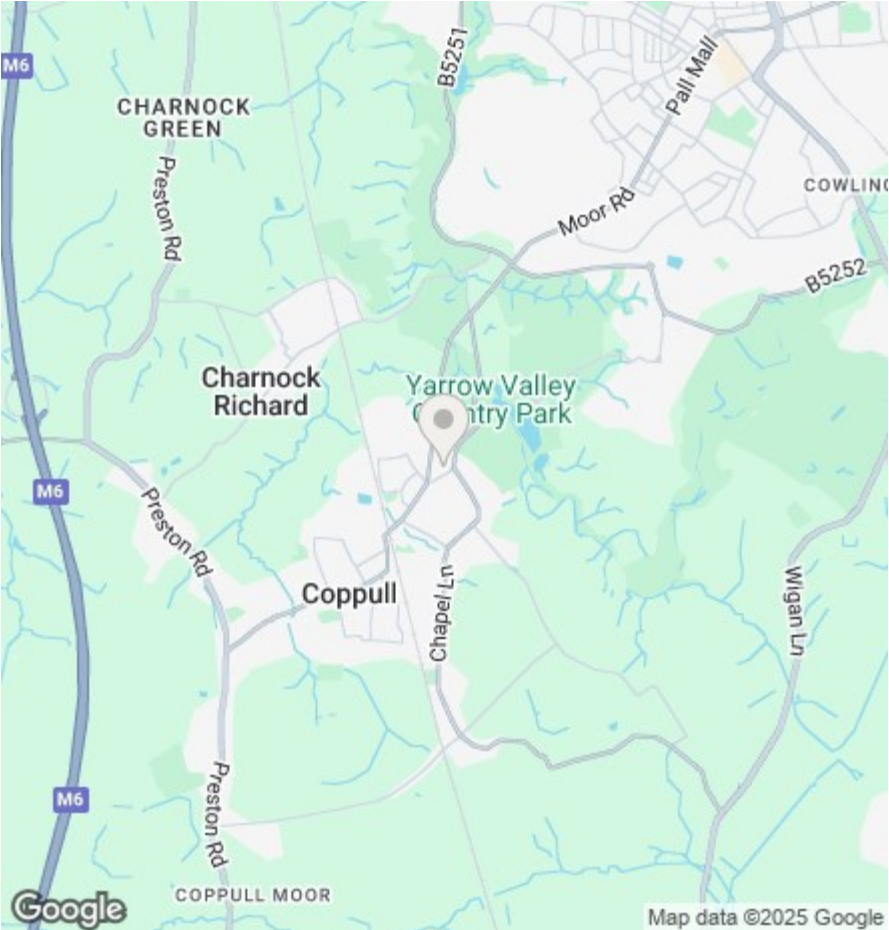 B5251
Pall Mall
M6
CHARNOCK
GREEN
Preston Rd
COWLING
Moor Rd
B5252
Charnock
Richard
Yarrow Valley
Country Park
M6
Preston Rd
Coppull
Chapel Ln
Wigan Ln
M6
Preston Rd
COPPULL MOOR
Google
Map data ©2025 Google